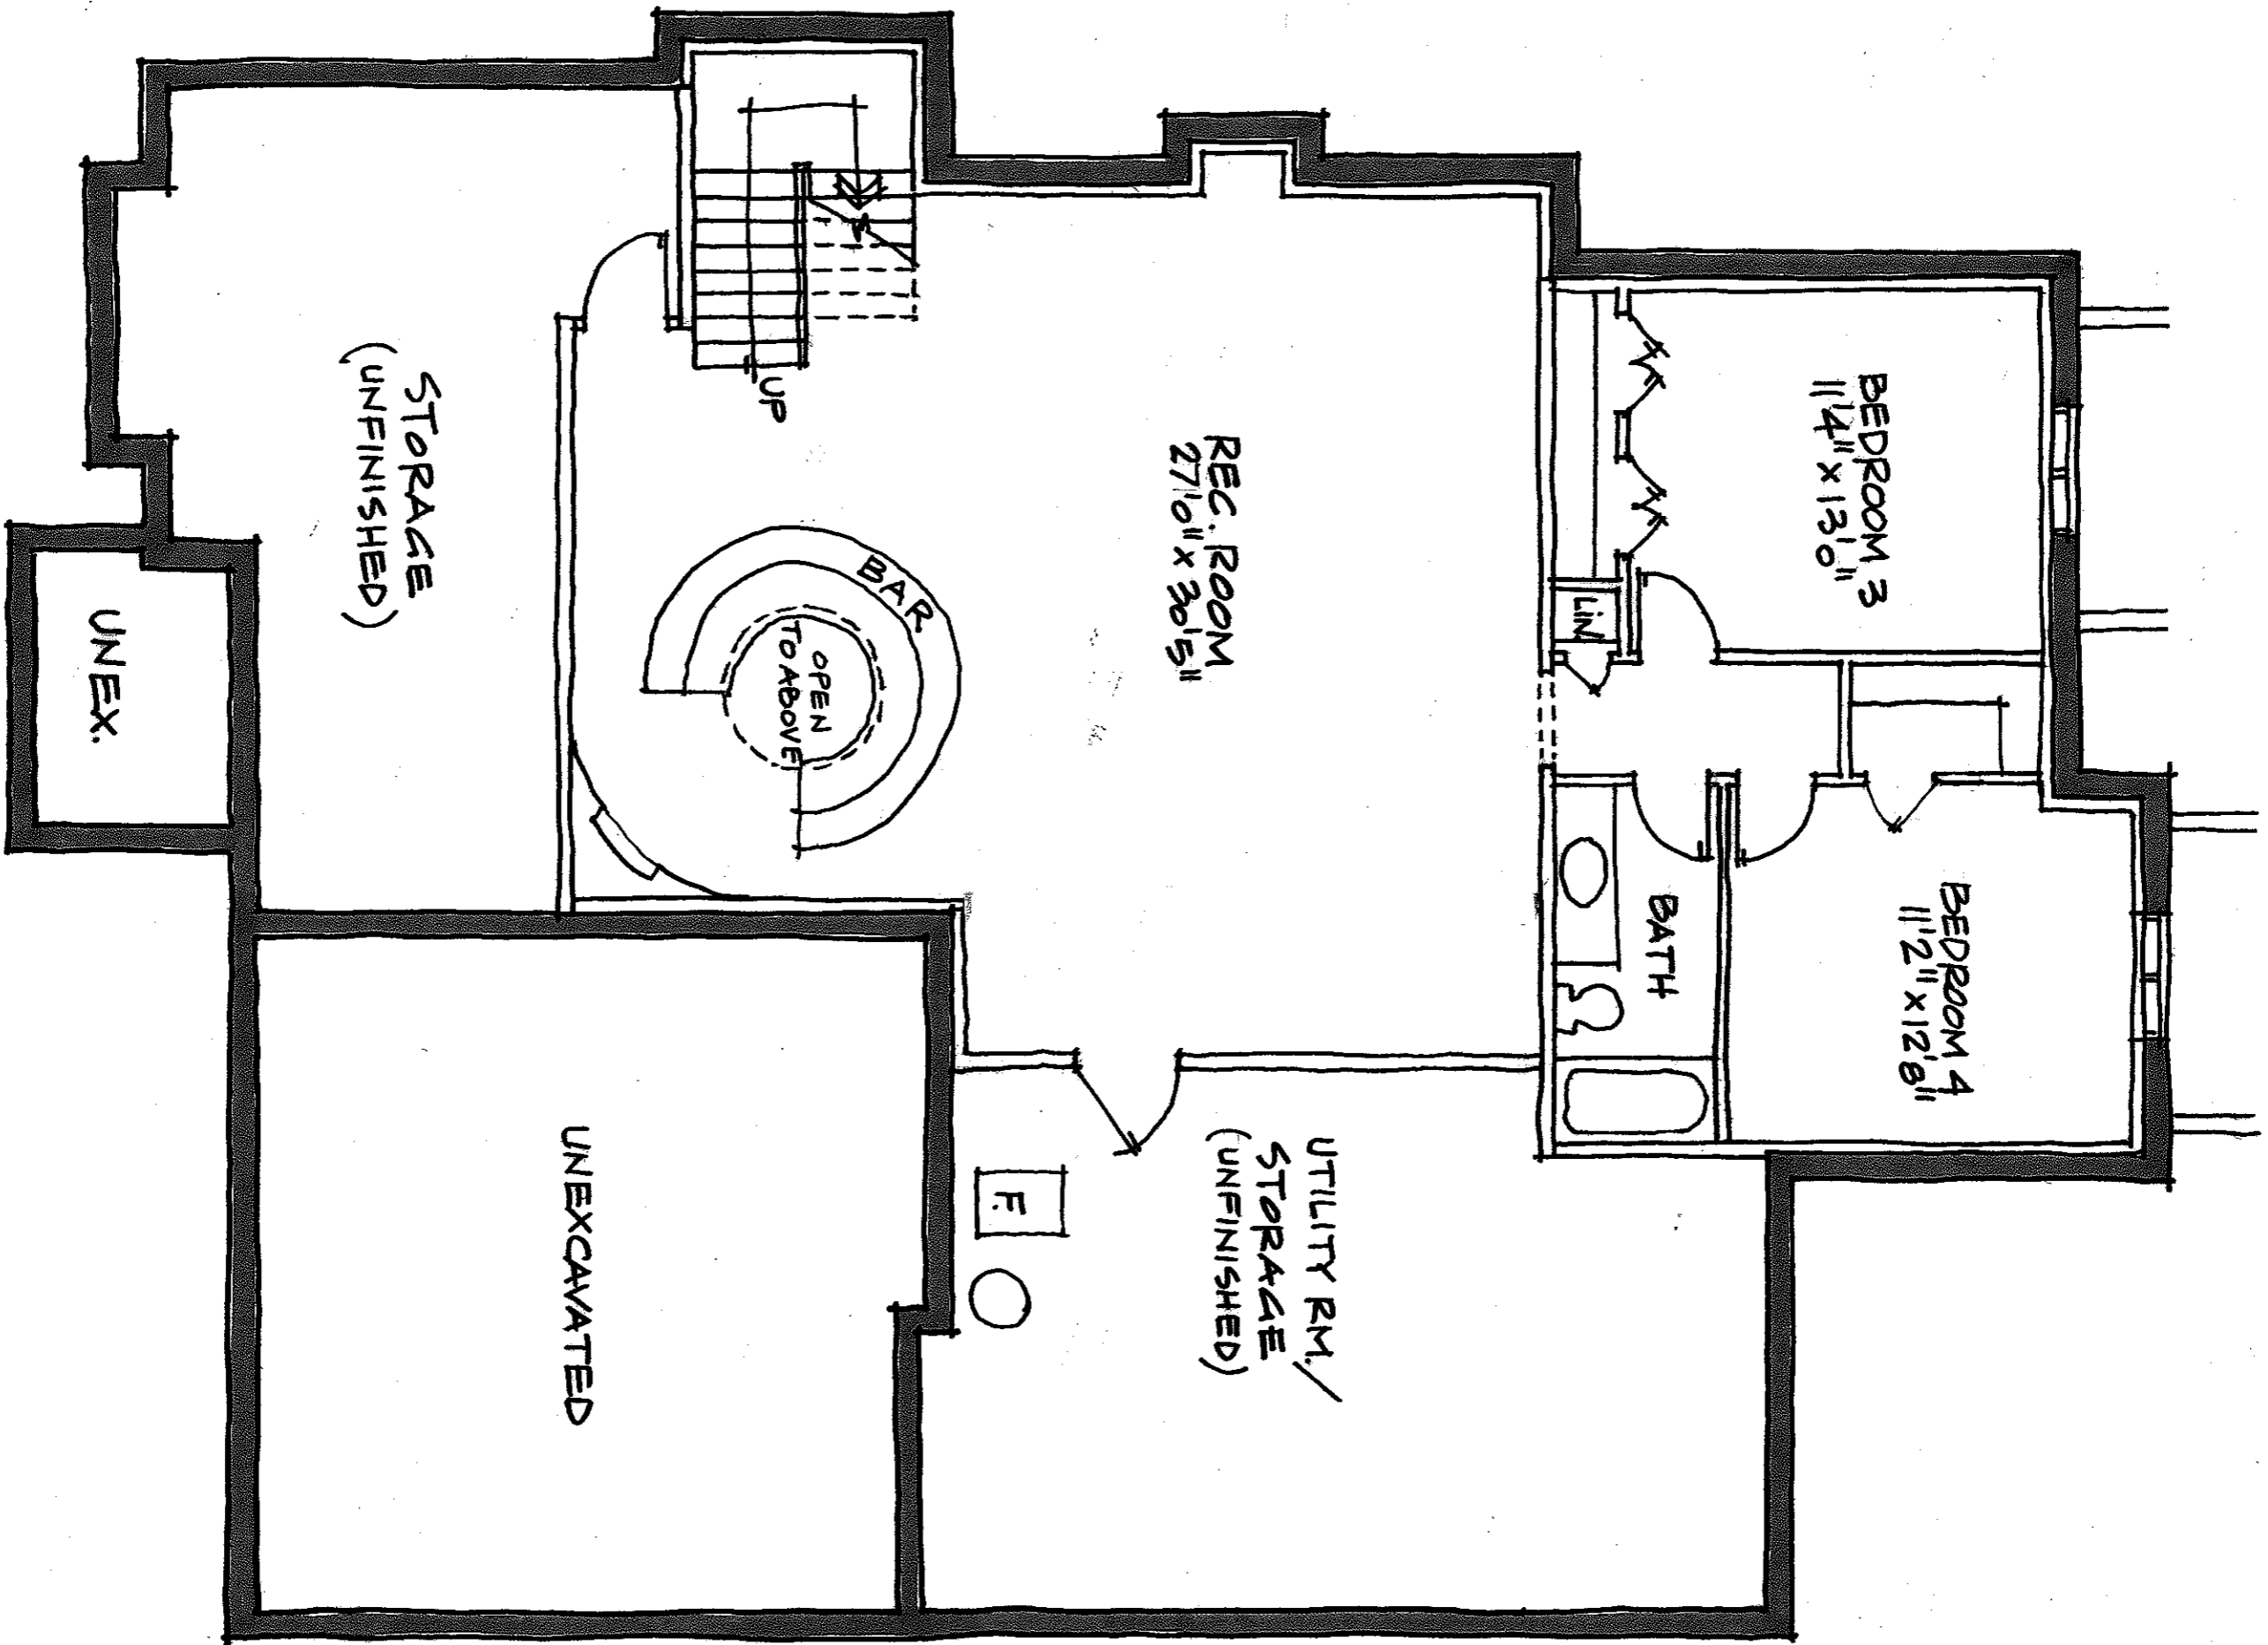 BEDROOM 3
11'4" x 13'0"
BEDROOM 4
11'2" x 12'8"
LIN
BATH
REC. ROOM
27'0" x 30'5"
UTILITY RM./
STORAGE
(UNFINISHED)
F.
BAR
OPEN
TO ABOVE
UP
STORAGE
(UNFINISHED)
UNEXCAVATED
UNEX.